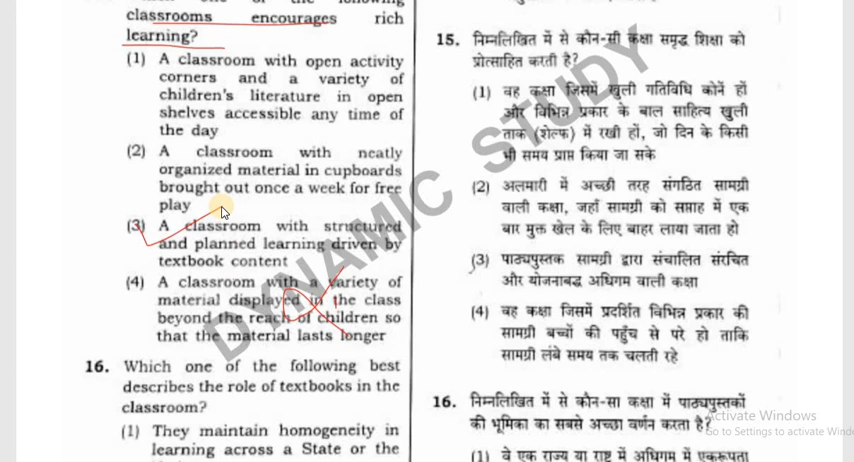 classrooms encourages rich
learning?
(1) A classroom with open activity
corners and a variety of
children's literature in open
shelves accessible any time of
the day
(2) A classroom with neatly
organized material in cupboards
brought out once a week for free
play
(3) A classroom with structured
and planned learning driven by
textbook content
(4) A classroom with a variety of
material displayed in the class
beyond the reach of children so
that the material lasts longer
16. Which one of the following best
describes the role of textbooks in the
classroom?
(1) They maintain homogeneity in
learning across a State or the
15. निम्नलिखित में से कौन-सी कक्षा समृद्ध शिक्षा को
प्रोत्साहित करती है?
(1) वह कक्षा जिसमें खुली गतिविधि कोनें हों
और विभिन्न प्रकार के बाल साहित्य खुली
ताक (शेल्फ) में रखी हों, जो दिन के किसी
भी समय प्राप्त किया जा सके
(2) अलमारी में अच्छी तरह संगठित सामग्री
वाली कक्षा, जहाँ सामग्री को सप्ताह में एक
बार मुक्त खेल के लिए बाहर लाया जाता हो
(3) पाठ्यपुस्तक सामग्री द्वारा संचालित संरचित
और योजनाबद्ध अधिगम वाली कक्षा
(4) वह कक्षा जिसमें प्रदर्शित विभिन्न प्रकार की
सामग्री बच्चों की पहुँच से परे हो ताकि
सामग्री लंबे समय तक चलती रहे
16. निम्नलिखित में से कौन-सा कक्षा में पाठ्यपुस्तकों
की भूमिका का सबसे अच्छा वर्णन करता है?
(1) वे एक राज्य या राष्ट्र में अधिगम में एकरूपता
DYNAMIC STUDY
Activate Windows
Go to Settings to activate Wind